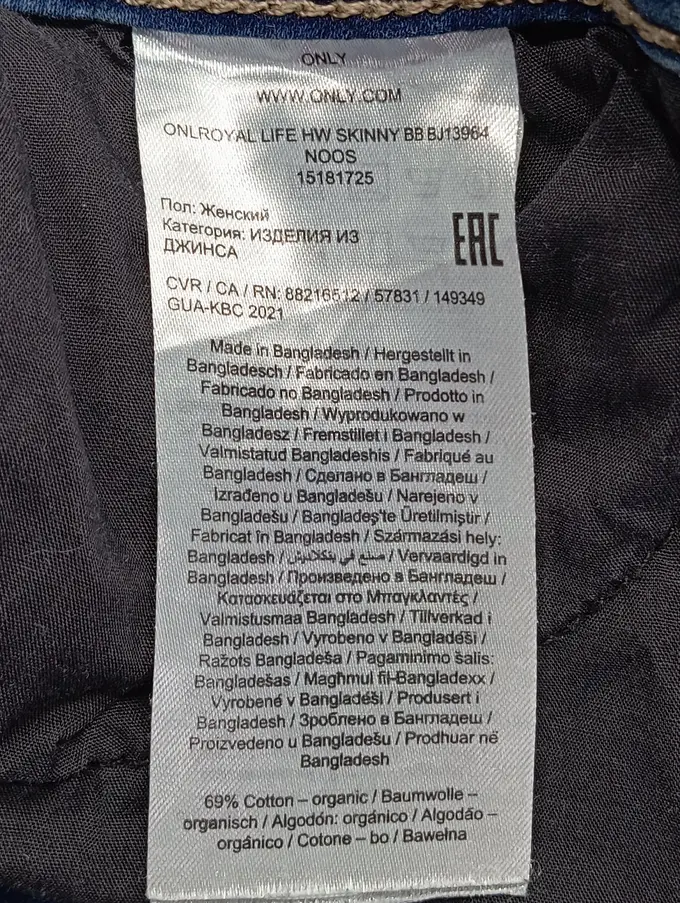 ONLY
WWW.ONLY.COM
ONLROYAL LIFE HW SKINNY BB BJ13964
NOOS
15181725
Пол: Женский
Категория: ИЗДЕЛИЯ ИЗ
ДЖИНСА
EAC
CVR / CA / RN: 88216512 / 57831 / 149349
GUA-KBC 2021
Made in Bangladesh / Hergestellt in
Bangladesch / Fabricado en Bangladesh /
Fabricado no Bangladesh / Prodotto in
Bangladesh / Wyprodukowano w
Bangladesz / Fremstillet i Bangladesh /
Valmistatud Bangladeshis / Fabriqué au
Bangladesh / Сделано в Бангладеш /
Izrađeno u Bangladešu / Narejeno v
Bangladešu / Bangladeş'te Üretilmiştir /
Fabricat în Bangladesh / Származási hely:
Bangladesh / صنع في بنكلاديش / Vervaardigd in
Bangladesh / Произведено в Бангладеш /
Κατασκευάζεται στο Μπαγκλαντές /
Valmistusmaa Bangladesh / Tillverkad i
Bangladesh / Vyrobeno v Bangladéši /
Ražots Bangladeša / Pagaminimo šalis:
Bangladešas / Magħmul fil-Bangladexx /
Vyrobené v Bangladéši / Produsert i
Bangladesh / Зроблено в Бангладеш /
Proizvedeno u Bangladešu / Prodhuar në
Bangladesh
69% Cotton – organic / Baumwolle –
organisch / Algodón: orgánico / Algodão –
orgânico / Cotone – bo / Bawełna